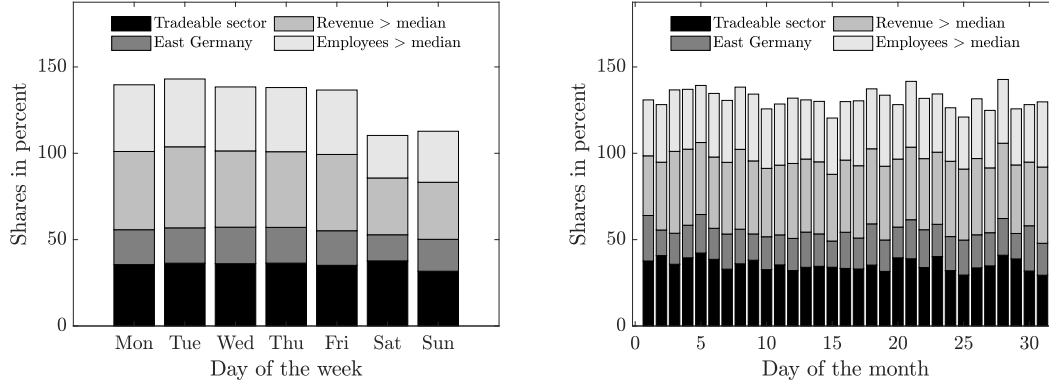 Tradeable sector
East Germany
Revenue > median
Employees > median
Shares in percent
150
100
50
0
Mon Tue Wed Thu Fri Sat Sun
Day of the week
Tradeable sector
East Germany
Revenue > median
Employees > median
Shares in percent
150
100
50
0
0 5 10 15 20 25 30
Day of the month